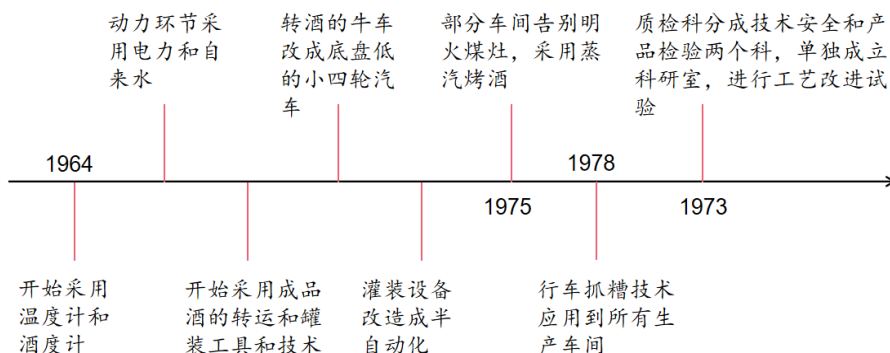 动力环节采
用电力和自
来水
转酒的牛车
改成底盘低
的小四轮汽
车
部分车间告别明
火煤灶，采用蒸
汽烤酒
质检科分成技术安全和产
品检验两个科，单独成立
科研室，进行工艺改进试
验
1964
1978
1975
1973
开始采用
温度计和
酒度计
开始采用成品
酒的转运和罐
装工具和技术
灌装设备
改造成半
自动化
行车抓糟技术
应用到所有生
产车间